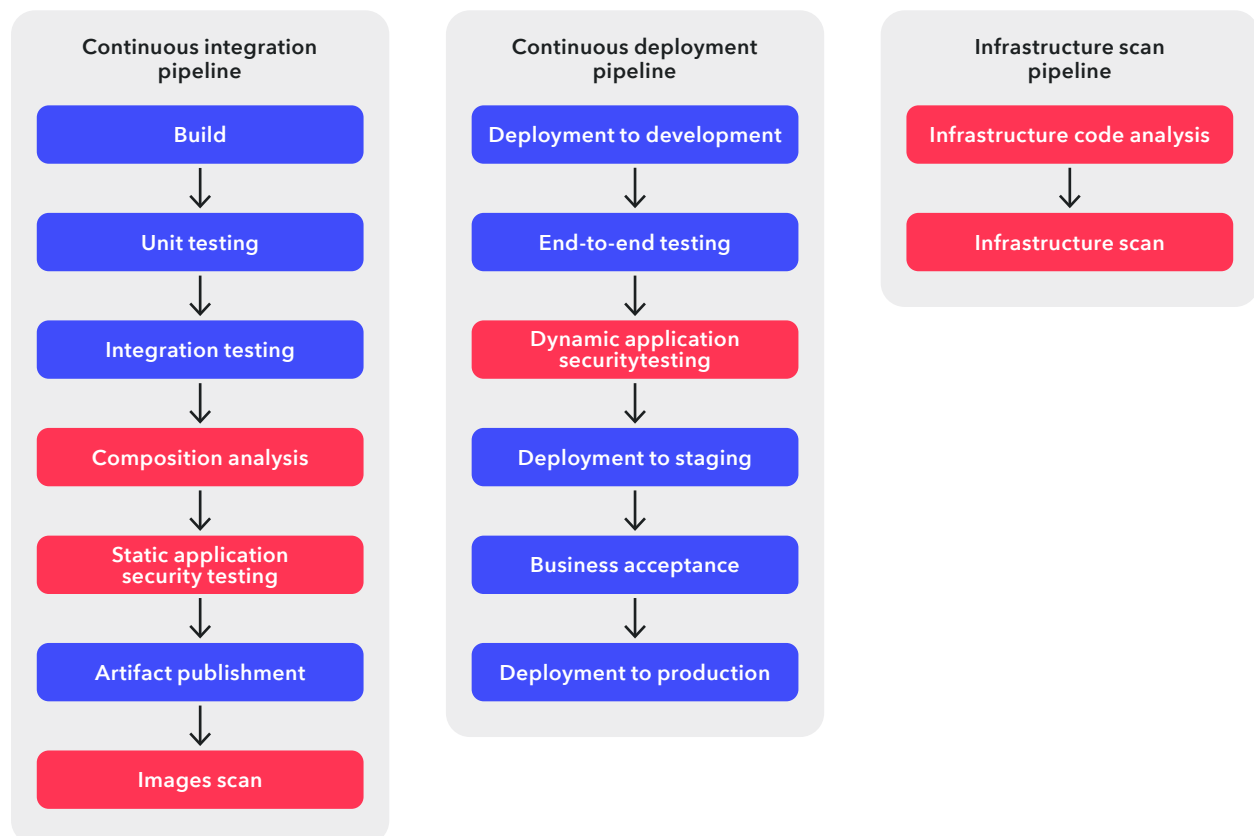 Continuous integration
pipeline
Build
Unit testing
Integration testing
Composition analysis
Static application
security testing
Artifact publishment
Images scan
Continuous deployment
pipeline
Deployment to development
End-to-end testing
Dynamic application
securitytesting
Deployment to staging
Business acceptance
Deployment to production
Infrastructure scan
pipeline
Infrastructure code analysis
Infrastructure scan